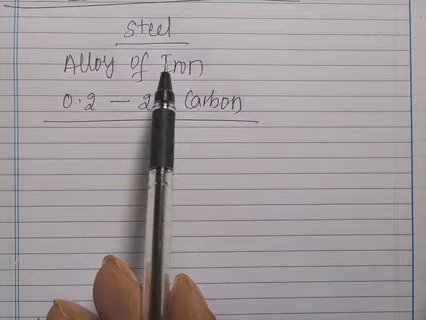 Steel
Alloy of Iron
0.2 – 2 Carbon